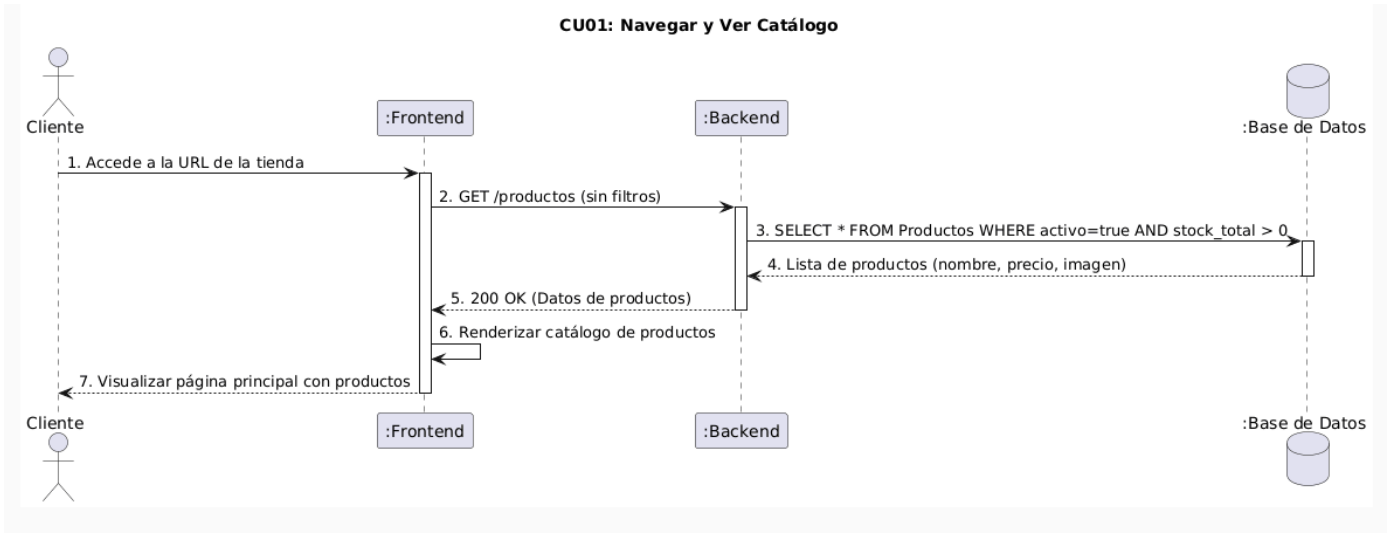 CU01: Navegar y Ver Catálogo
Cliente
:Frontend
:Backend
:Base de Datos
1. Accede a la URL de la tienda
2. GET /productos (sin filtros)
3. SELECT * FROM Productos WHERE activo=true AND stock_total > 0
4. Lista de productos (nombre, precio, imagen)
5. 200 OK (Datos de productos)
6. Renderizar catálogo de productos
7. Visualizar página principal con productos
Cliente
:Frontend
:Backend
:Base de Datos